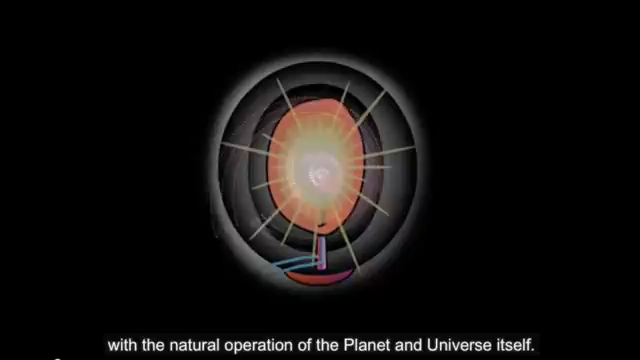 with the natural operation of the Planet and Universe itself.